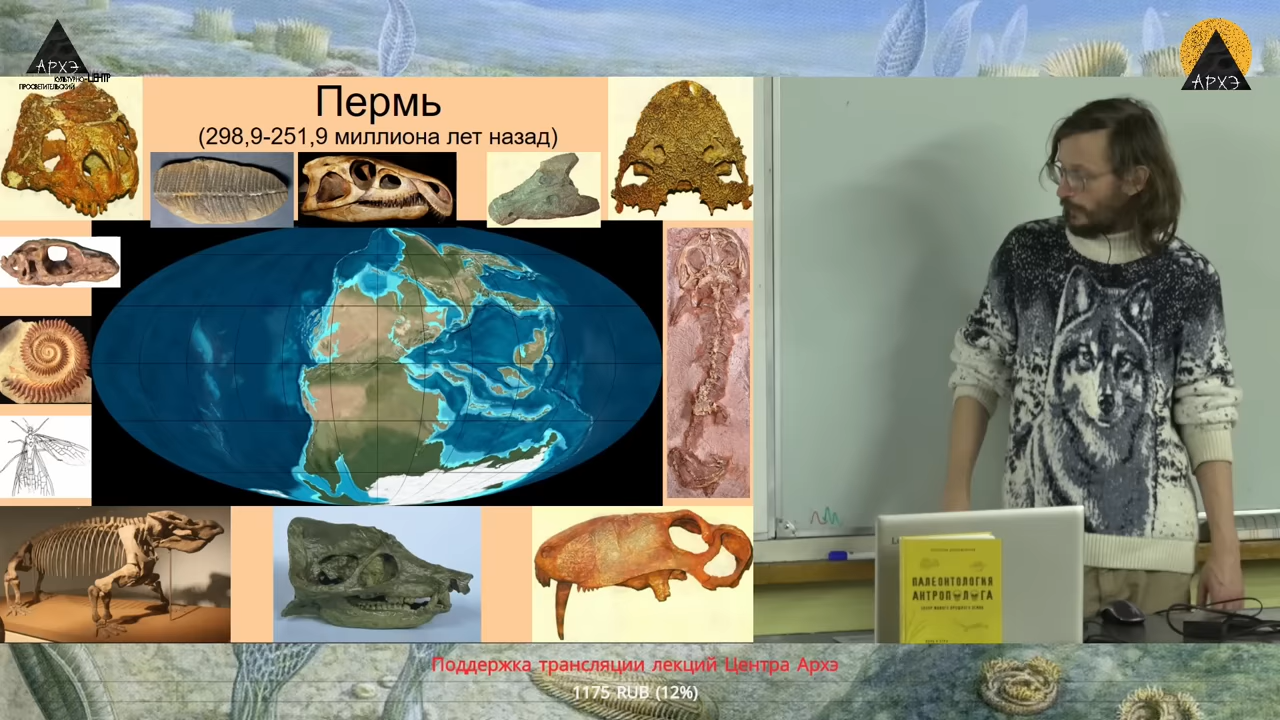 АРХЭ
КУЛЬТУРНО-ЦЕНТР
ПРОСВЕТИТЕЛЬСКИЙ
АРХЭ
Пермь
(298,9-251,9 миллиона лет назад)
ПАЛЕОНТОЛОГИЯ
АНТРОПОЛОГА
Поддержка трансляции лекций Центра Архэ
1175 RUB (12%)